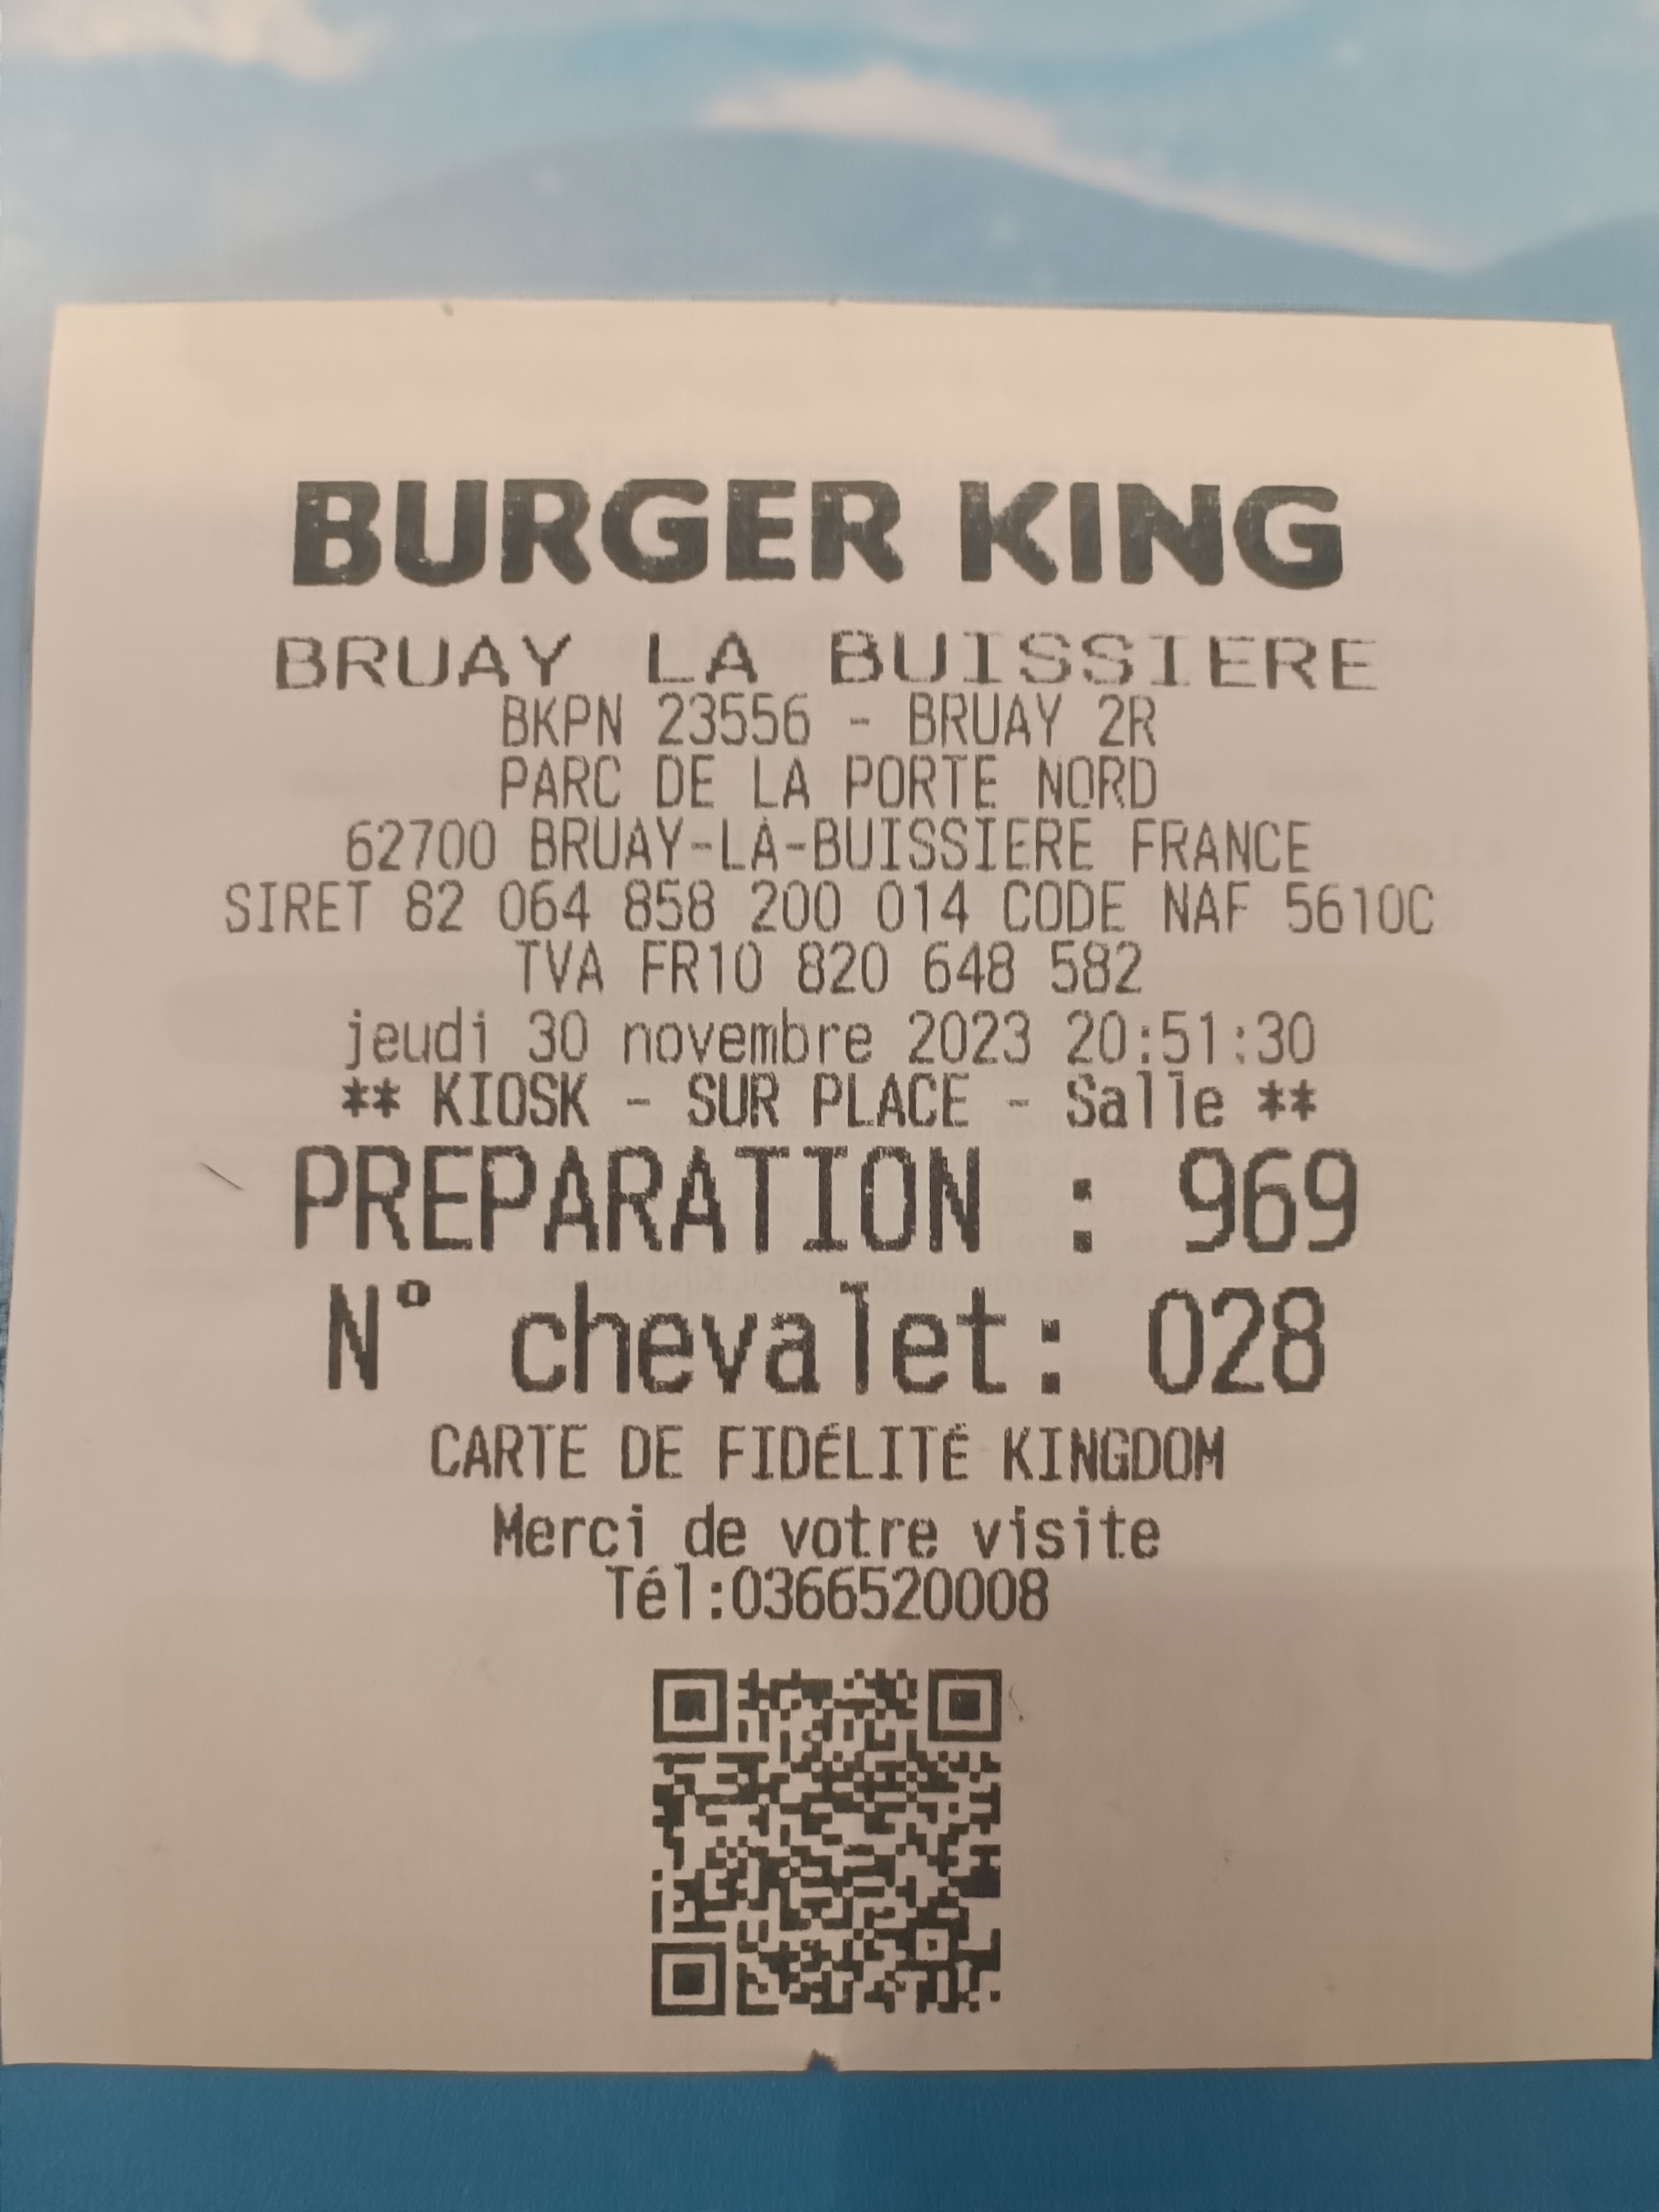 BURGER KING
BRUAY LA BUISSIERE
BKPN 23556 - BRUAY 2R
PARC DE LA PORTE NORD
62700 BRUAY-LA-BUISSIERE FRANCE
SIRET 82 064 858 200 014 CODE NAF 5610C
TVA FR10 820 648 582
jeudi 30 novembre 2023 20:51:30
** KIOSK - SUR PLACE - Salle **
PREPARATION : 969
N° chevalet: 028
CARTE DE FIDÉLITÉ KINGDOM
Merci de votre visite
Tél:0366520008